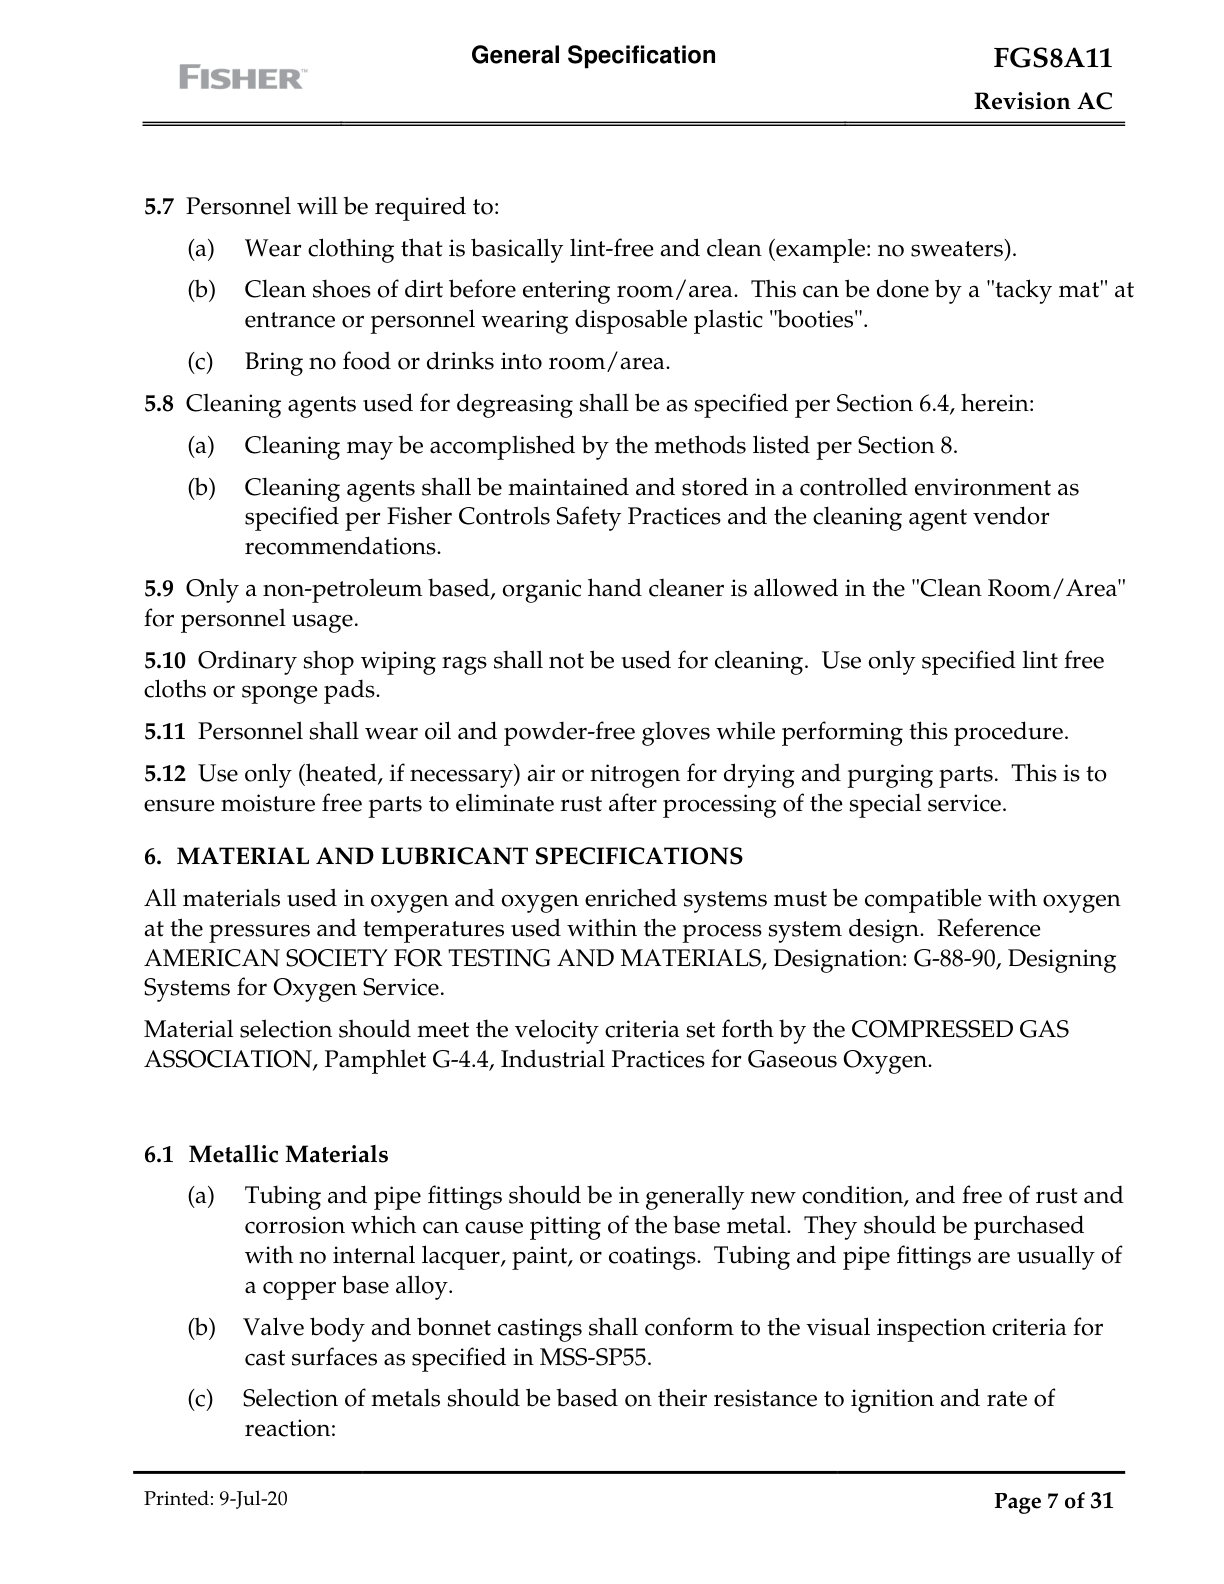 General Specification
FGS8A11
FISHER™
Revision AC
5.7 Personnel will be required to:
(a) Wear clothing that is basically lint-free and clean (example: no sweaters).
(b) Clean shoes of dirt before entering room/area. This can be done by a "tacky mat" at
entrance or personnel wearing disposable plastic "booties".
(c) Bring no food or drinks into room/area.
5.8 Cleaning agents used for degreasing shall be as specified per Section 6.4, herein:
(a) Cleaning may be accomplished by the methods listed per Section 8.
(b) Cleaning agents shall be maintained and stored in a controlled environment as
specified per Fisher Controls Safety Practices and the cleaning agent vendor
recommendations.
5.9 Only a non-petroleum based, organic hand cleaner is allowed in the "Clean Room/Area"
for personnel usage.
5.10 Ordinary shop wiping rags shall not be used for cleaning. Use only specified lint free
cloths or sponge pads.
5.11 Personnel shall wear oil and powder-free gloves while performing this procedure.
5.12 Use only (heated, if necessary) air or nitrogen for drying and purging parts. This is to
ensure moisture free parts to eliminate rust after processing of the special service.
6. MATERIAL AND LUBRICANT SPECIFICATIONS
All materials used in oxygen and oxygen enriched systems must be compatible with oxygen
at the pressures and temperatures used within the process system design. Reference
AMERICAN SOCIETY FOR TESTING AND MATERIALS, Designation: G-88-90, Designing
Systems for Oxygen Service.
Material selection should meet the velocity criteria set forth by the COMPRESSED GAS
ASSOCIATION, Pamphlet G-4.4, Industrial Practices for Gaseous Oxygen.
6.1 Metallic Materials
(a) Tubing and pipe fittings should be in generally new condition, and free of rust and
corrosion which can cause pitting of the base metal. They should be purchased
with no internal lacquer, paint, or coatings. Tubing and pipe fittings are usually of
a copper base alloy.
(b) Valve body and bonnet castings shall conform to the visual inspection criteria for
cast surfaces as specified in MSS-SP55.
(c) Selection of metals should be based on their resistance to ignition and rate of
reaction:
Printed: 9-Jul-20
Page 7 of 31